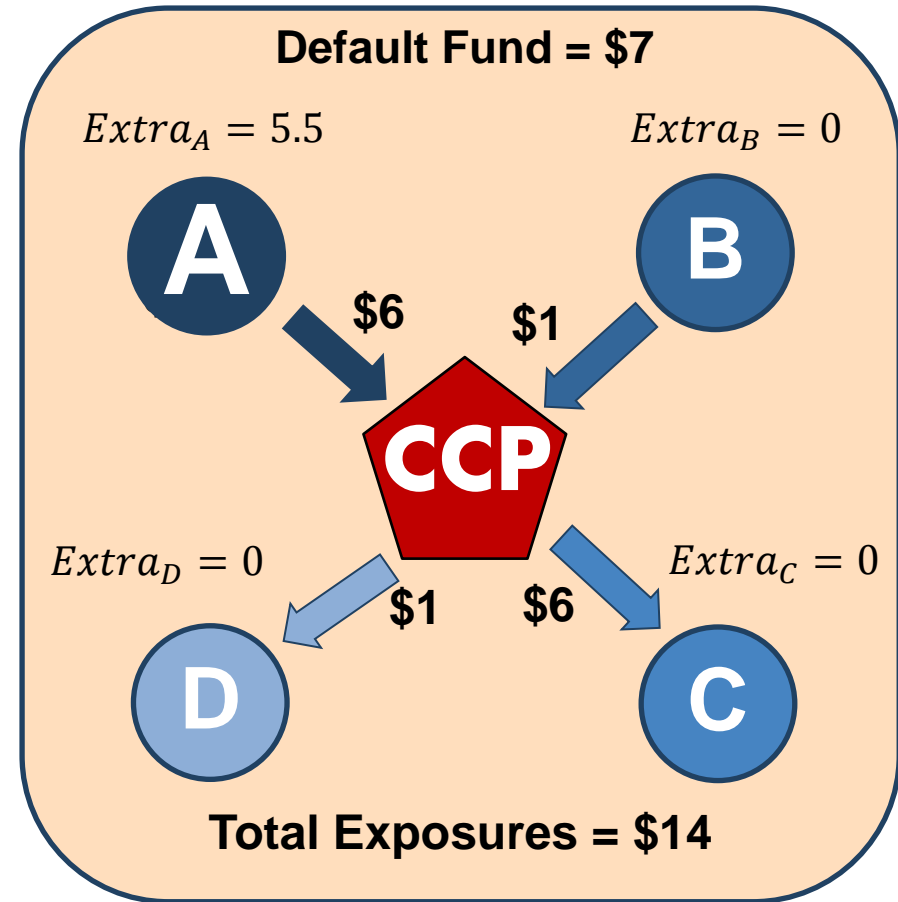 Default Fund = $7
Extra_A = 5.5
Extra_B = 0
A
B
$6
$1
CCP
Extra_D = 0
Extra_C = 0
$1
$6
D
C
Total Exposures = $14